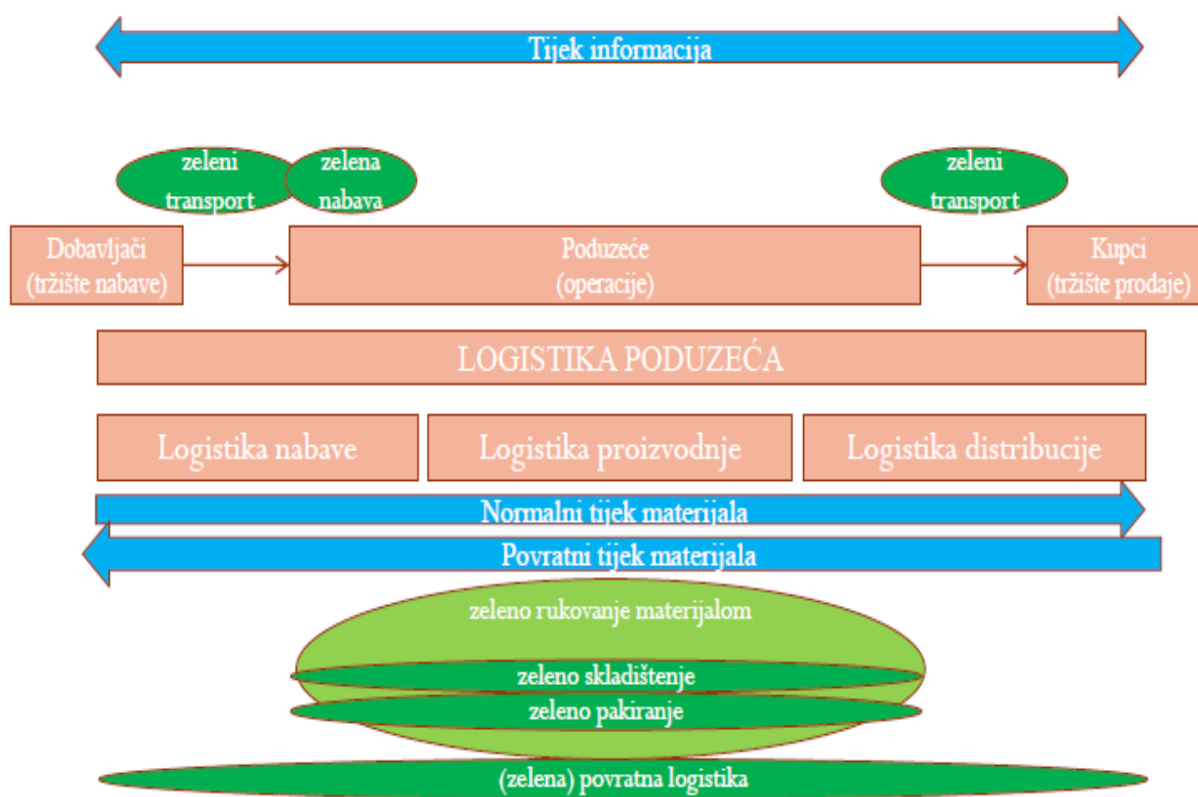 Tijek informacija
zeleni
transport
zelena
nabava
zeleni
transport
Dobavljači
(tržište nabave)
Poduzeće
(operacije)
Kupci
(tržište prodaje)
LOGISTIKA PODUZEĆA
Logistika nabave
Logistika proizvodnje
Logistika distribucije
Normalni tijek materijala
Povratni tijek materijala
zeleno rukovanje materijalom
zeleno skladištenje
zeleno pakiranje
(zelena) povratna logistika